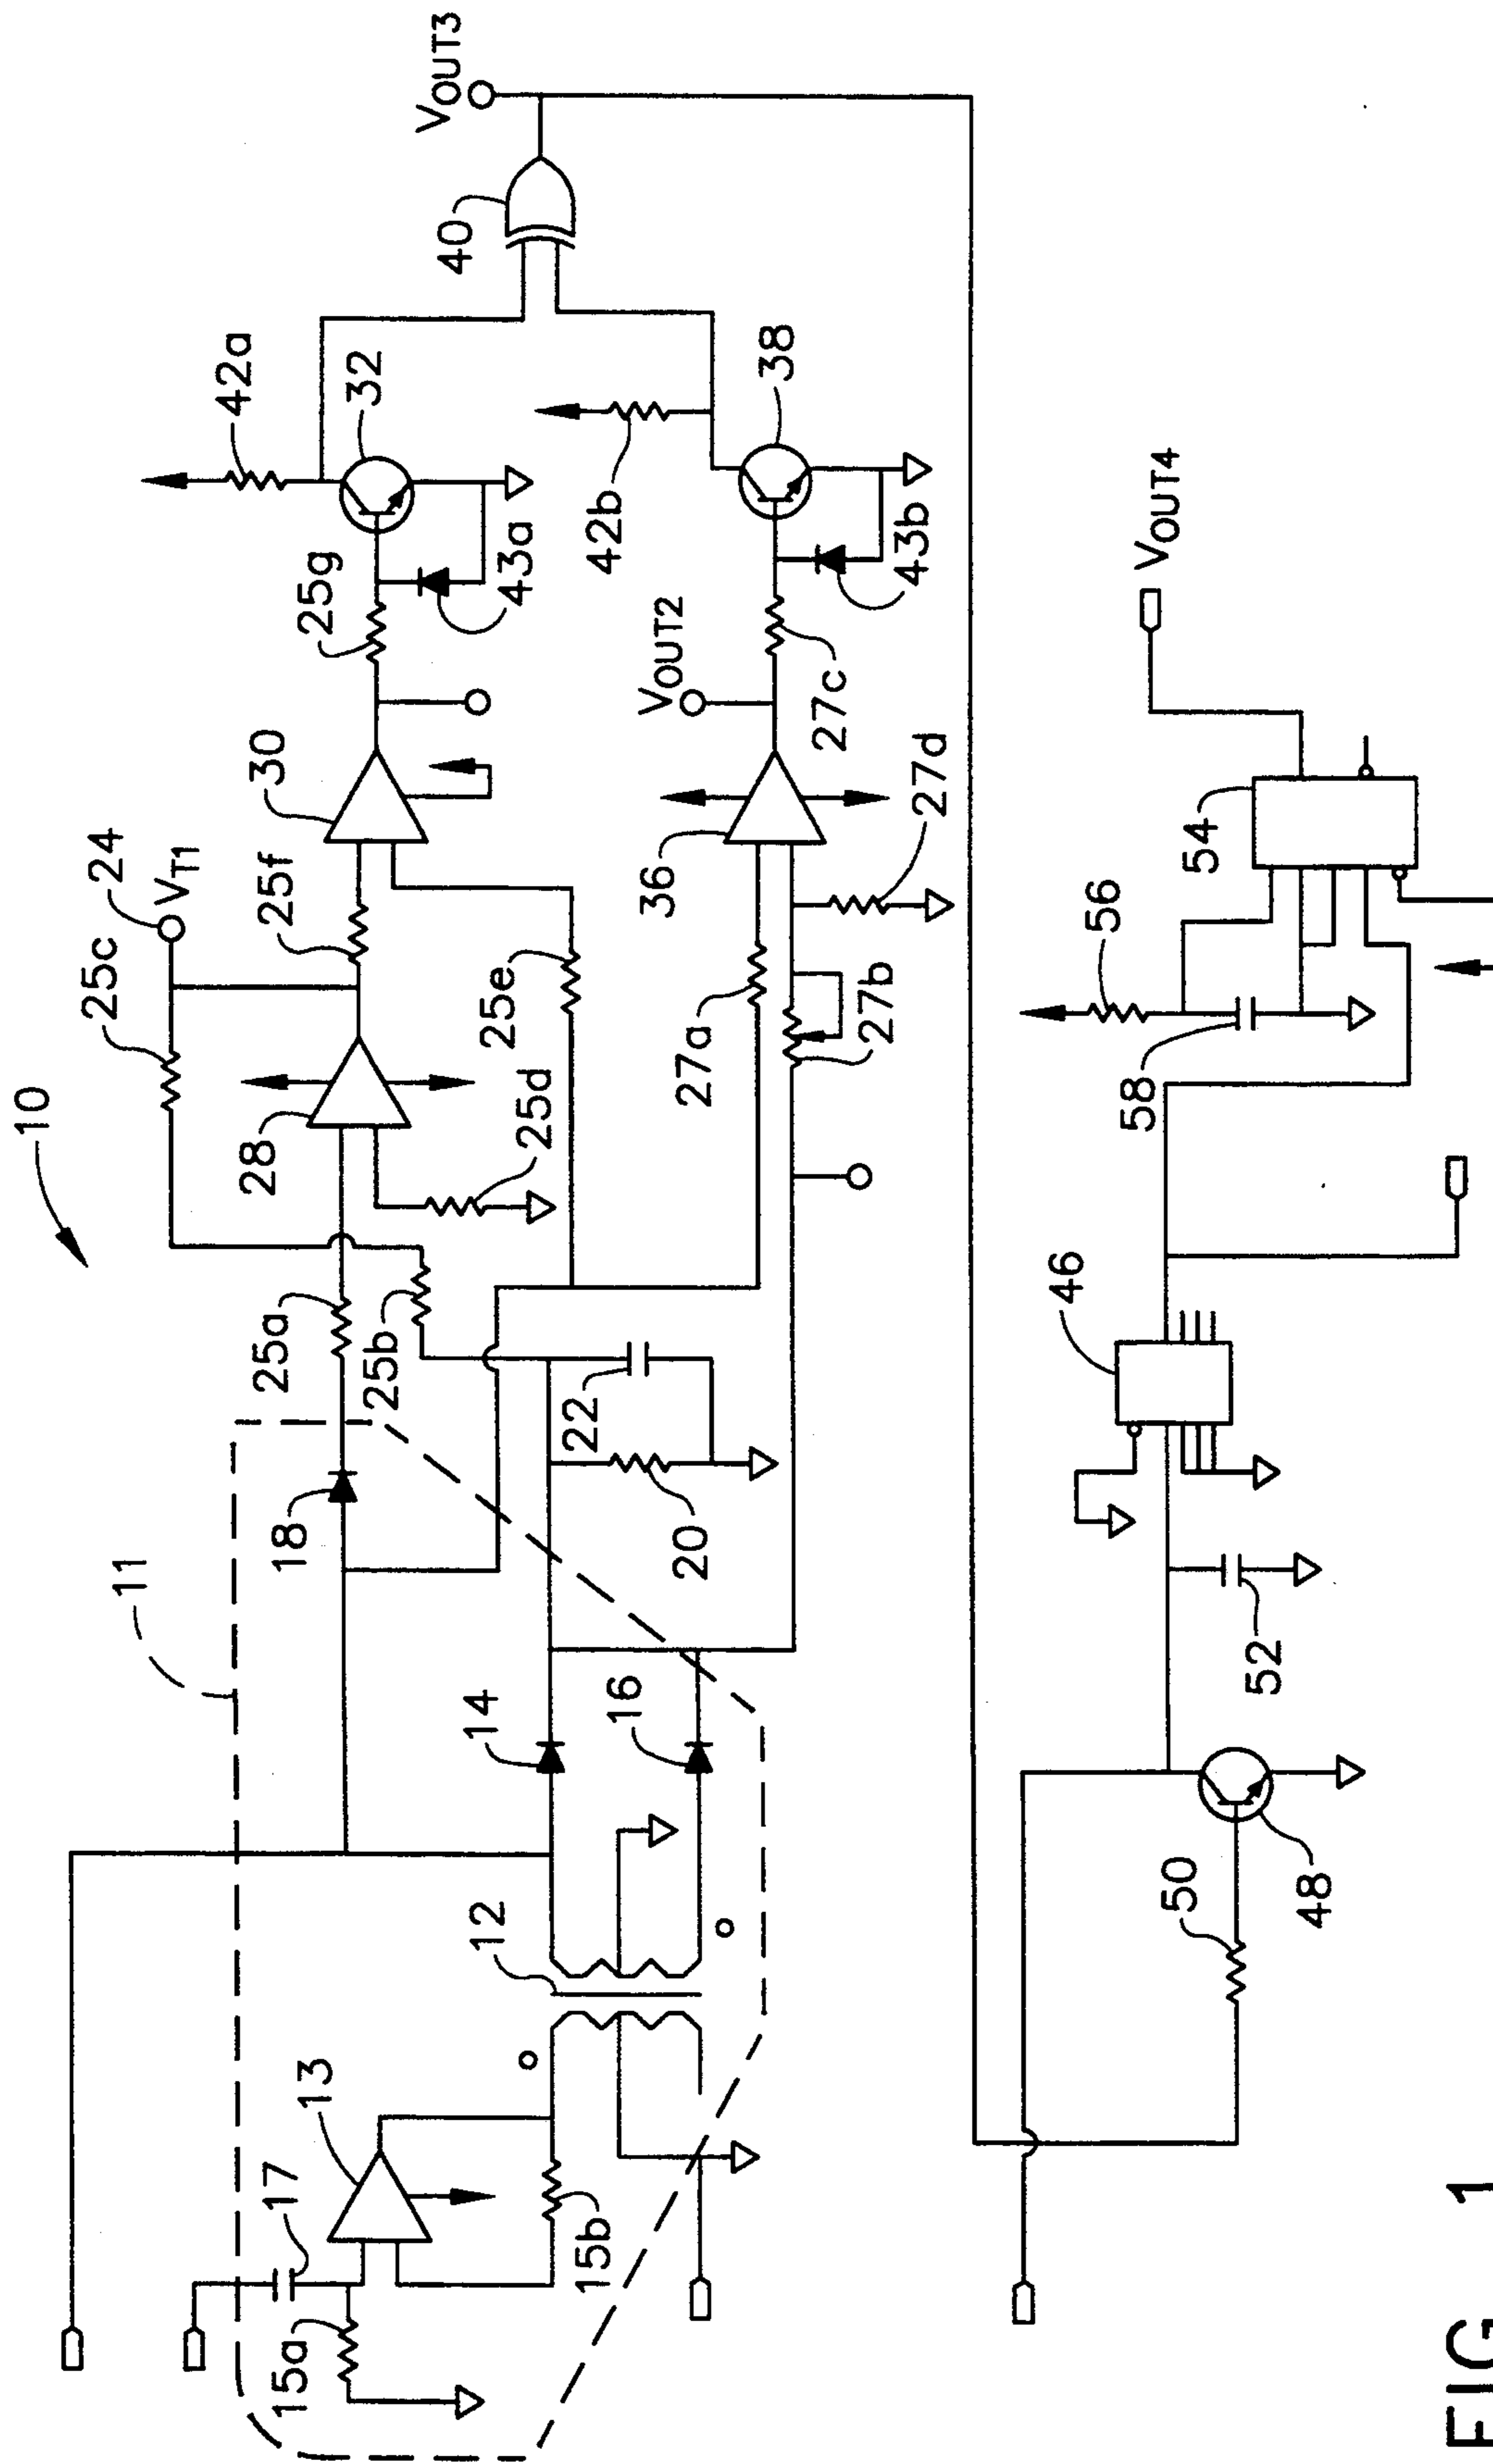 10
11
12
13
14
15a
15b
16
17
18
20
22
24
VT1
25a
25b
25c
25d
25e
25f
25g
27a
27b
27c
27d
28
30
32
36
38
40
42a
42b
43a
43b
VOUT2
VOUT3
46
48
50
52
54
56
58
VOUT4
FIG 1